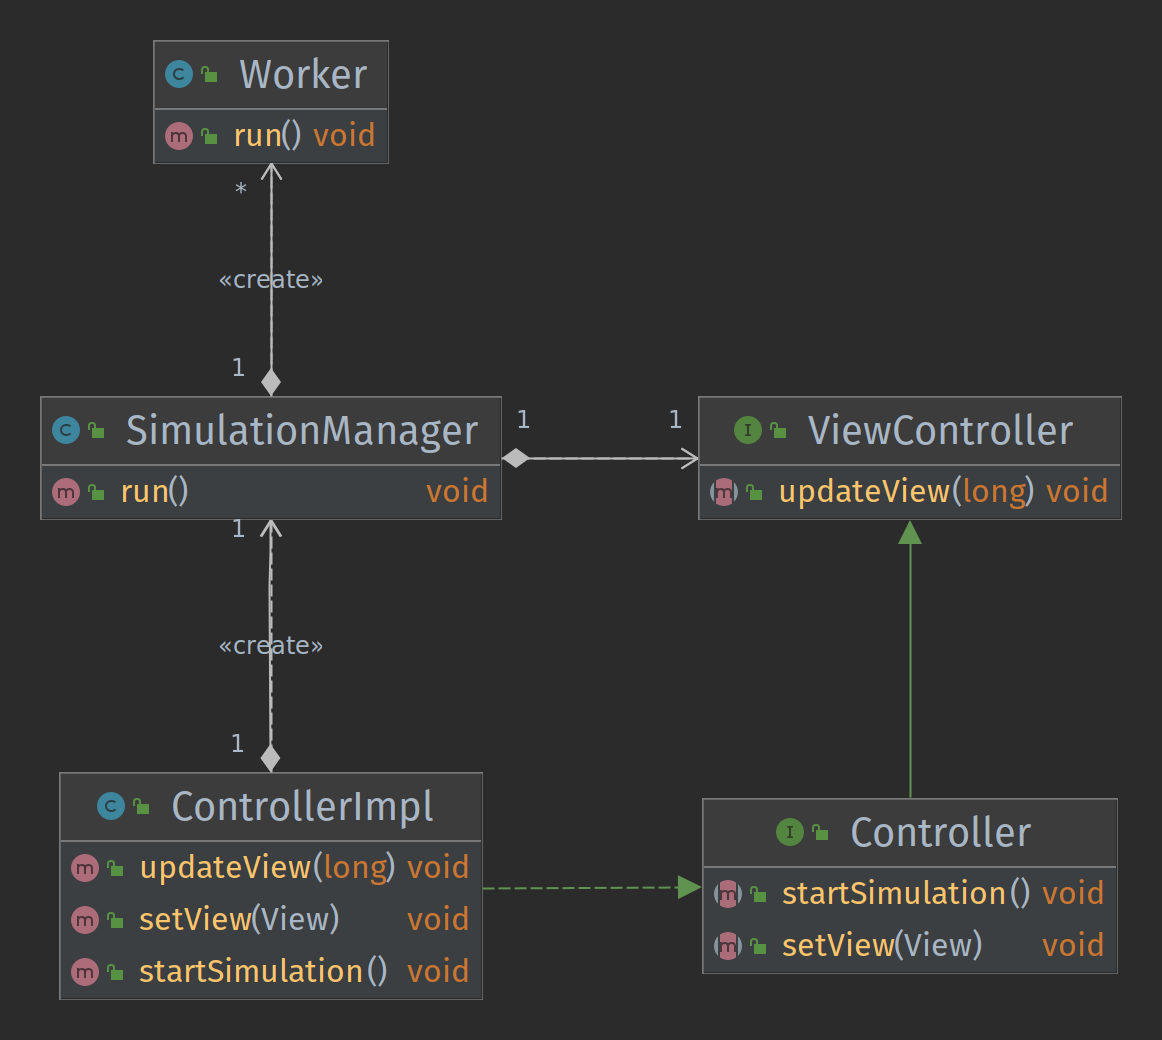 C Worker
m run() void
*
«create»
1
C SimulationManager
m run() void
1 1
I ViewController
m updateView(long) void
1
«create»
1
C ControllerImpl
m updateView(long) void
m setView(View) void
m startSimulation() void
I Controller
m startSimulation() void
m setView(View) void